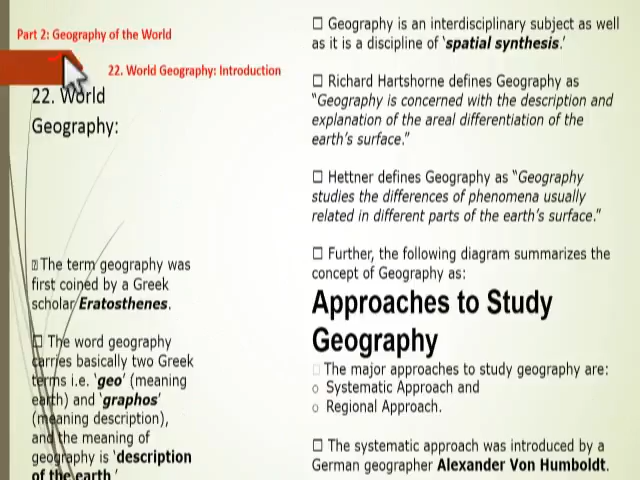 Part 2: Geography of the World
22. World Geography: Introduction
22. World
Geography:
The term geography was
first coined by a Greek
scholar Eratosthenes.
The word geography
carries basically two Greek
terms i.e. ‘geo’ (meaning
earth) and ‘graphos’
(meaning description),
and the meaning of
geography is ‘description
of the earth.’
Geography is an interdisciplinary subject as well
as it is a discipline of ‘spatial synthesis.’
Richard Hartshorne defines Geography as
“Geography is concerned with the description and
explanation of the areal differentiation of the
earth’s surface.”
Hettner defines Geography as “Geography
studies the differences of phenomena usually
related in different parts of the earth’s surface.”
Further, the following diagram summarizes the
concept of Geography as:
Approaches to Study
Geography
The major approaches to study geography are:
o Systematic Approach and
o Regional Approach.
The systematic approach was introduced by a
German geographer Alexander Von Humboldt.